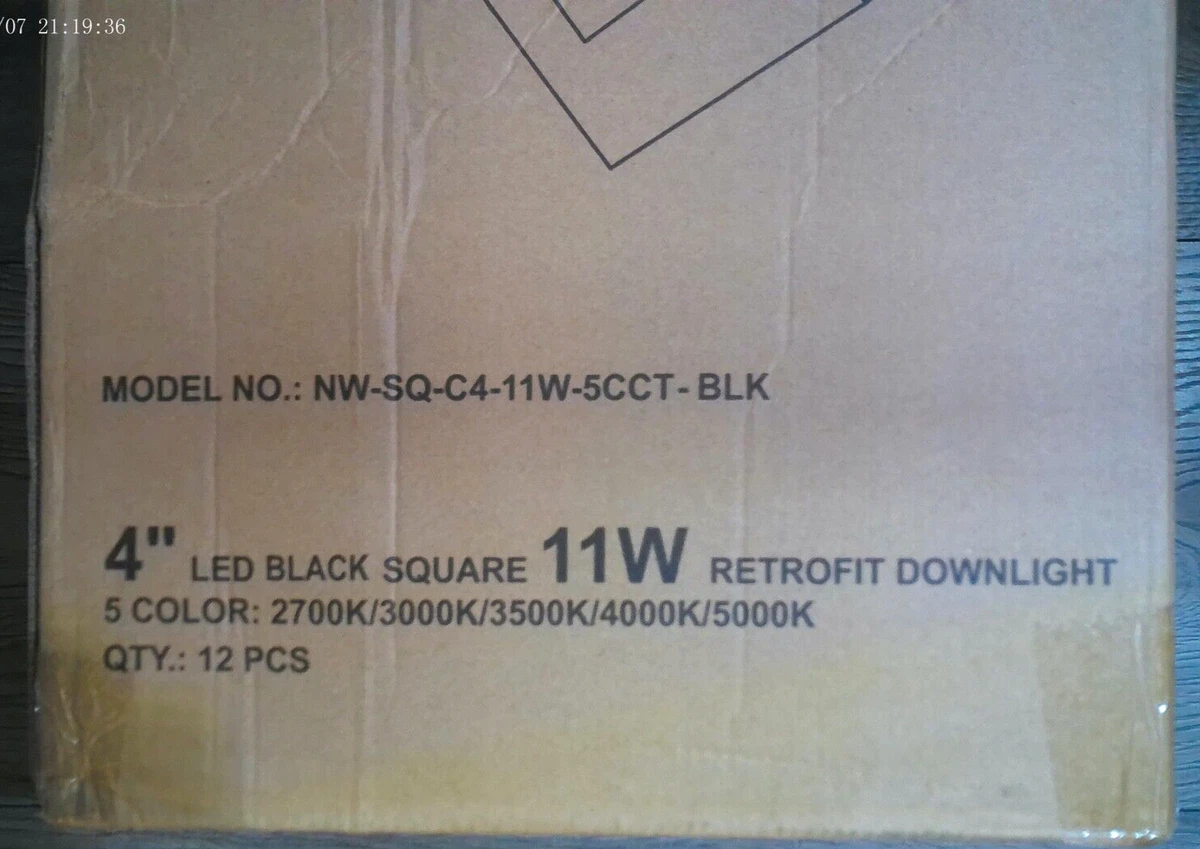 /07 21:19:36
MODEL NO.: NW-SQ-C4-11W-5CCT- BLK
4" LED BLACK SQUARE 11W RETROFIT DOWNLIGHT
5 COLOR: 2700K/3000K/3500K/4000K/5000K
QTY.: 12 PCS